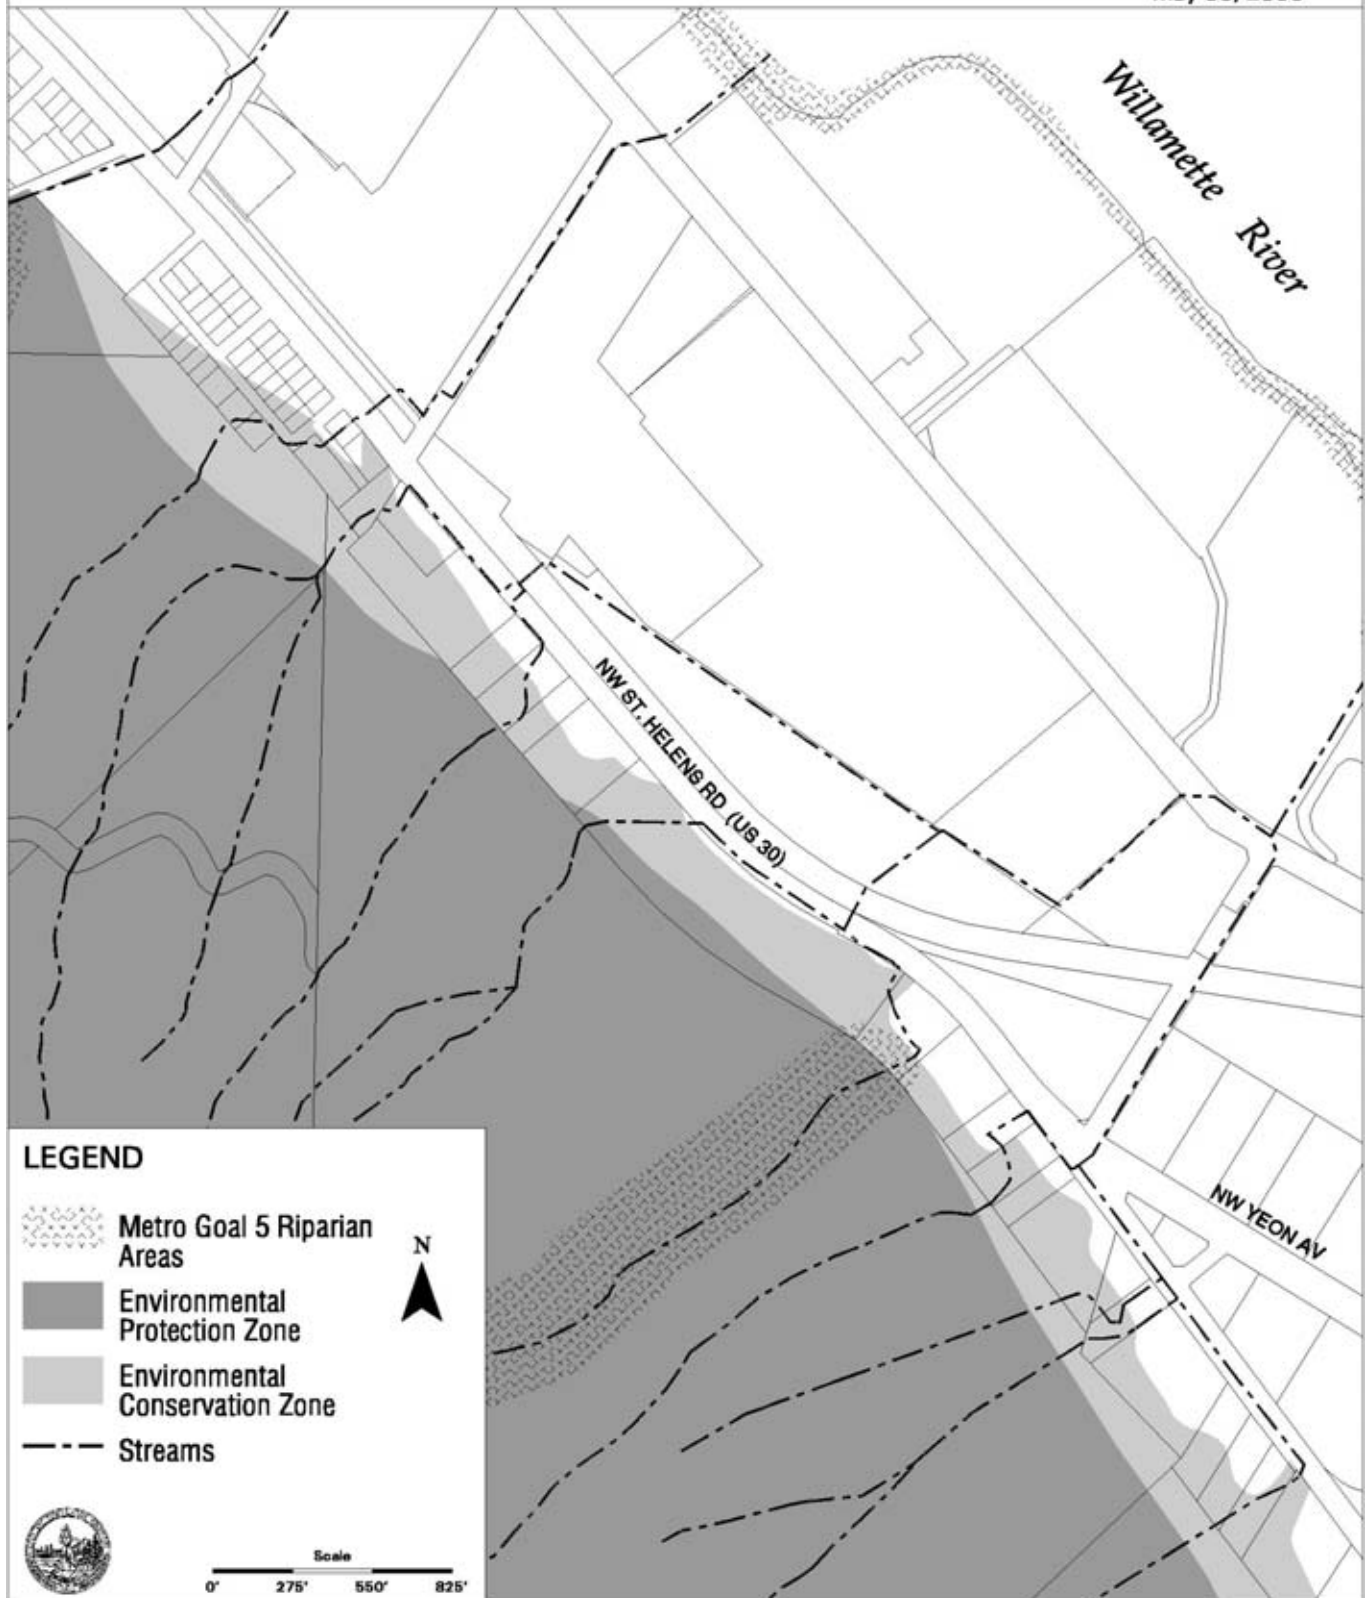 Willamette
River
NW ST. HELENS RD (US 30)
NW YEON AV
LEGEND
Metro Goal 5 Riparian
Areas
N
Environmental
Protection Zone
Environmental
Conservation Zone
Streams
Scale
0' 275' 550' 825'